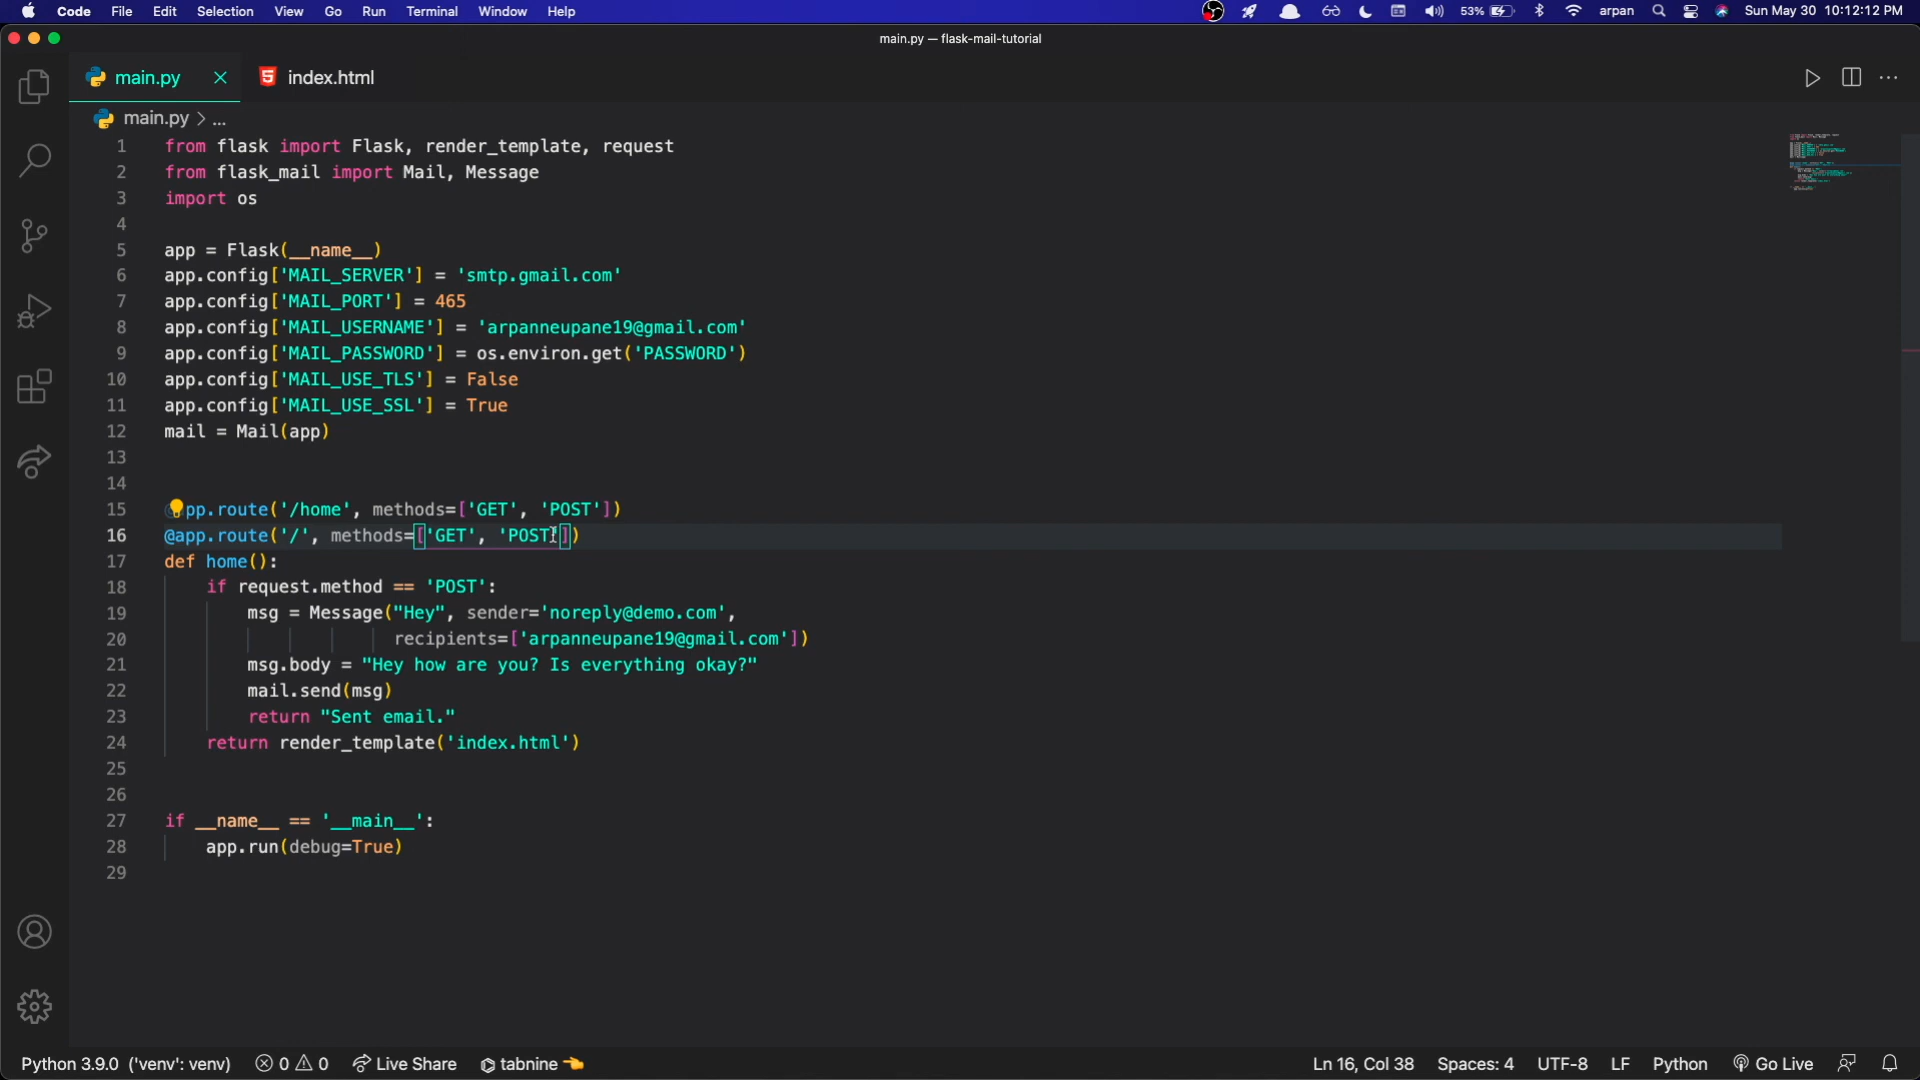 Code File Edit Selection View Go Run Terminal Window Help 53% arpan Sun May 30 10:12:12 PM
main.py — flask-mail-tutorial
main.py index.html
main.py > ...
1 from flask import Flask, render_template, request
2 from flask_mail import Mail, Message
3 import os
4
5 app = Flask(__name__)
6 app.config['MAIL_SERVER'] = 'smtp.gmail.com'
7 app.config['MAIL_PORT'] = 465
8 app.config['MAIL_USERNAME'] = 'arpanneupane19@gmail.com'
9 app.config['MAIL_PASSWORD'] = os.environ.get('PASSWORD')
10 app.config['MAIL_USE_TLS'] = False
11 app.config['MAIL_USE_SSL'] = True
12 mail = Mail(app)
13
14
15 @app.route('/home', methods=['GET', 'POST'])
16 @app.route('/', methods=['GET', 'POST'])
17 def home():
18 if request.method == 'POST':
19 msg = Message("Hey", sender='noreply@demo.com',
20 recipients=['arpanneupane19@gmail.com'])
21 msg.body = "Hey how are you? Is everything okay?"
22 mail.send(msg)
23 return "Sent email."
24 return render_template('index.html')
25
26
27 if __name__ == '__main__':
28 app.run(debug=True)
29
Python 3.9.0 ('venv': venv) 0 0 Live Share tabnine Ln 16, Col 38 Spaces: 4 UTF-8 LF Python Go Live